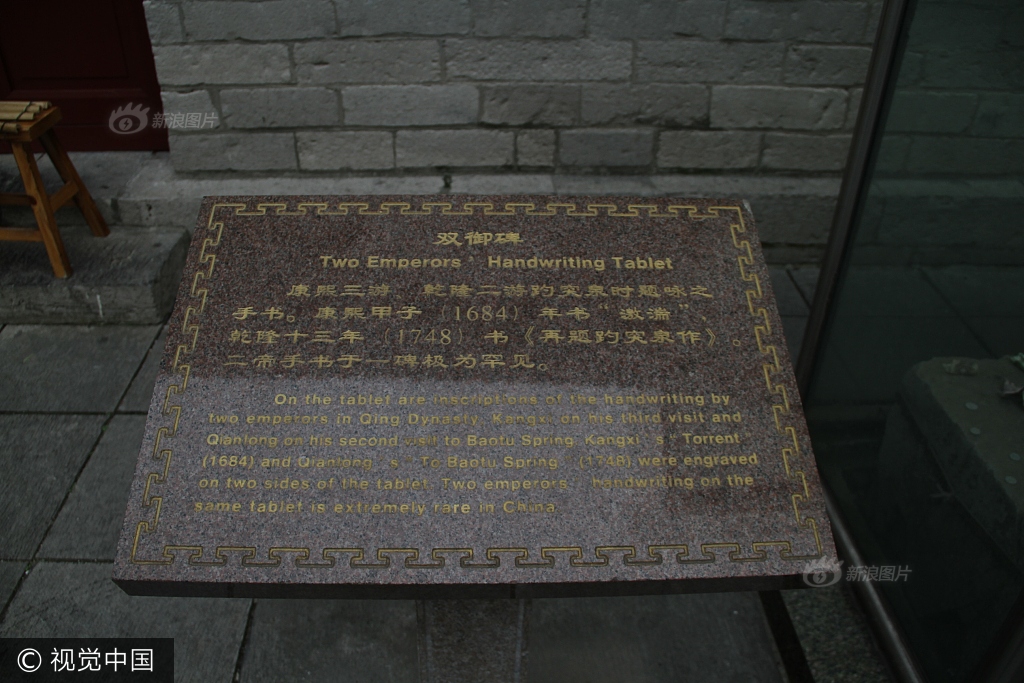 新浪图片
双御碑
Two Emperors' Handwriting Tablet
康熙三游 乾隆二游趵突泉时题咏之
手书。康熙甲子（1684）年书“激湍”、
乾隆十三年（1748）书《再题趵突泉作》。
二帝手书于一碑极为罕见。
On the tablet are inscriptions of the handwriting by
two emperors in Qing Dynasty, Kangxi on his third visit and
Qianlong on his second visit to Baotu Spring. Kangxi's "Torrent"
(1684) and Qianlong's "To Baotu Spring" (1748) were engraved
on two sides of the tablet. Two emperors' handwriting on the
same tablet is extremely rare in China.
新浪图片
© 视觉中国